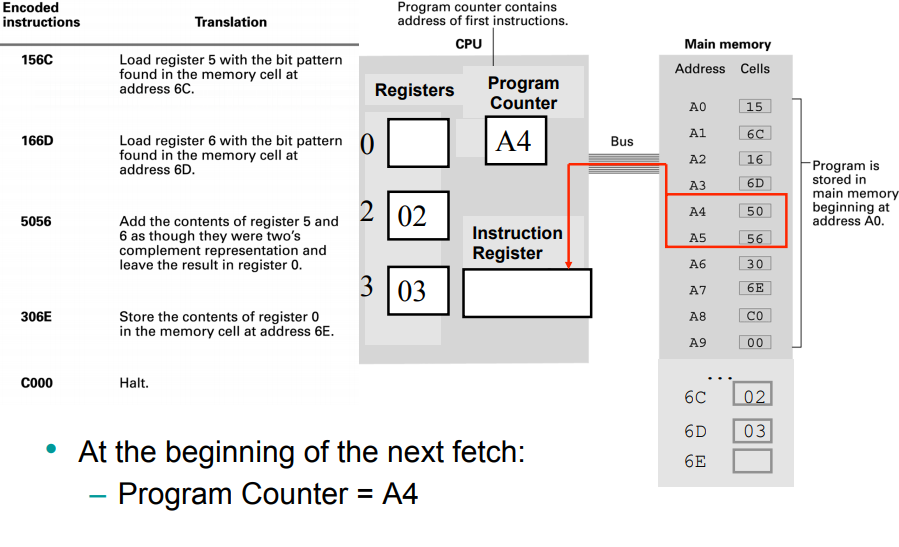 Encoded
instructions
Translation
156C
Load register 5 with the bit pattern
found in the memory cell at
address 6C.
166D
Load register 6 with the bit pattern
found in the memory cell at
address 6D.
5056
Add the contents of register 5 and
6 as though they were two's
complement representation and
leave the result in register 0.
306E
Store the contents of register 0
in the memory cell at address 6E.
C000
Halt.
Program counter contains
address of first instructions.
CPU
Registers
Program
Counter
0
A4
2
02
Instruction
Register
3
03
Bus
Main memory
Address Cells
A0 15
A1 6C
A2 16
A3 6D
A4 50
A5 56
A6 30
A7 6E
A8 C0
A9 00
...
6C 02
6D 03
6E
Program is
stored in
main memory
beginning at
address A0.
• At the beginning of the next fetch:
– Program Counter = A4